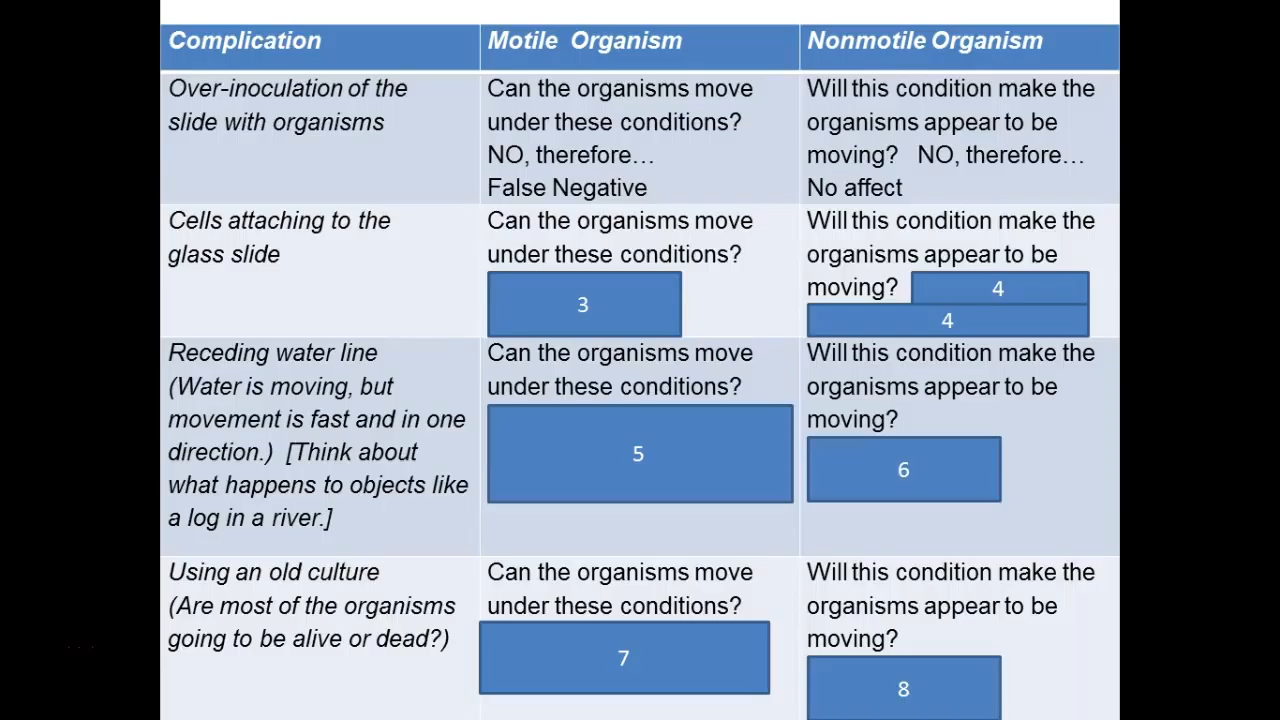 Complication
Motile Organism
Nonmotile Organism
Over-inoculation of the
slide with organisms
Can the organisms move
under these conditions?
NO, therefore…
False Negative
Will this condition make the
organisms appear to be
moving? NO, therefore…
No affect
Cells attaching to the
glass slide
Can the organisms move
under these conditions?
3
Will this condition make the
organisms appear to be
moving? 4
4
Receding water line
(Water is moving, but
movement is fast and in one
direction.) [Think about
what happens to objects like
a log in a river.]
Can the organisms move
under these conditions?
5
Will this condition make the
organisms appear to be
moving?
6
Using an old culture
(Are most of the organisms
going to be alive or dead?)
Can the organisms move
under these conditions?
7
Will this condition make the
organisms appear to be
moving?
8